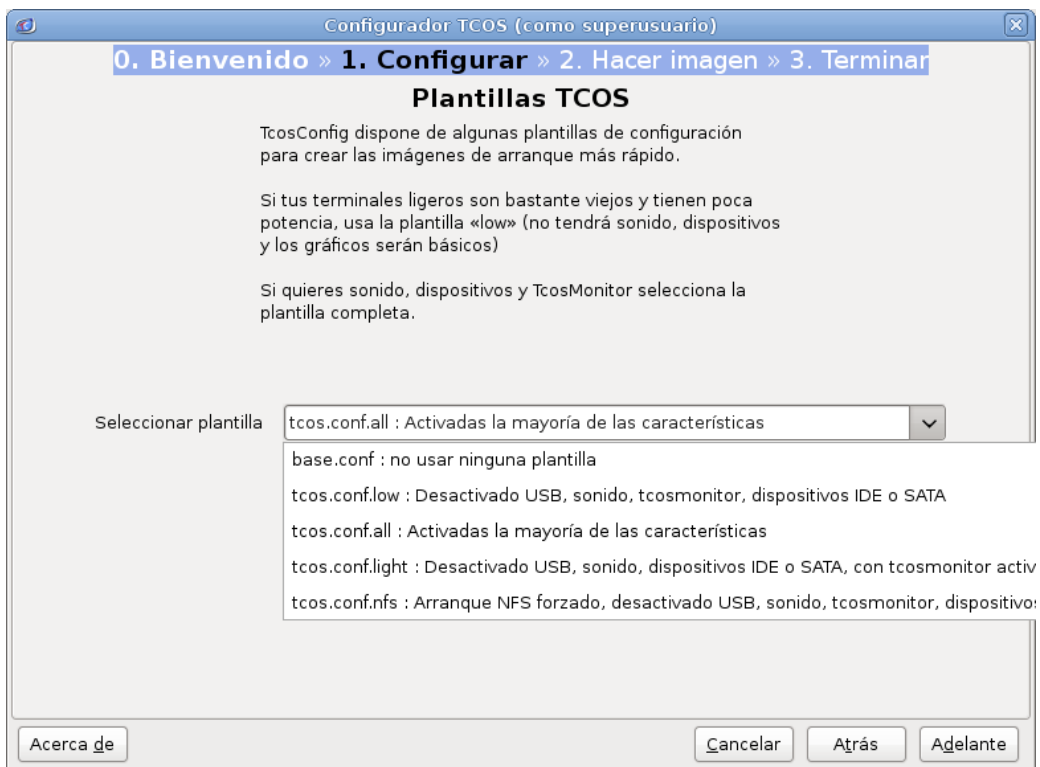 Configurador TCOS (como superusuario)
0. Bienvenido » 1. Configurar » 2. Hacer imagen » 3. Terminar
Plantillas TCOS
TcosConfig dispone de algunas plantillas de configuración
para crear las imágenes de arranque más rápido.
Si tus terminales ligeros son bastante viejos y tienen poca
potencia, usa la plantilla «low» (no tendrá sonido, dispositivos
y los gráficos serán básicos)
Si quieres sonido, dispositivos y TcosMonitor selecciona la
plantilla completa.
Seleccionar plantilla tcos.conf.all : Activadas la mayoría de las características
base.conf : no usar ninguna plantilla
tcos.conf.low : Desactivado USB, sonido, tcosmonitor, dispositivos IDE o SATA
tcos.conf.all : Activadas la mayoría de las características
tcos.conf.light : Desactivado USB, sonido, dispositivos IDE o SATA, con tcosmonitor activ
tcos.conf.nfs : Arranque NFS forzado, desactivado USB, sonido, tcosmonitor, dispositivos
Acerca de Cancelar Atrás Adelante